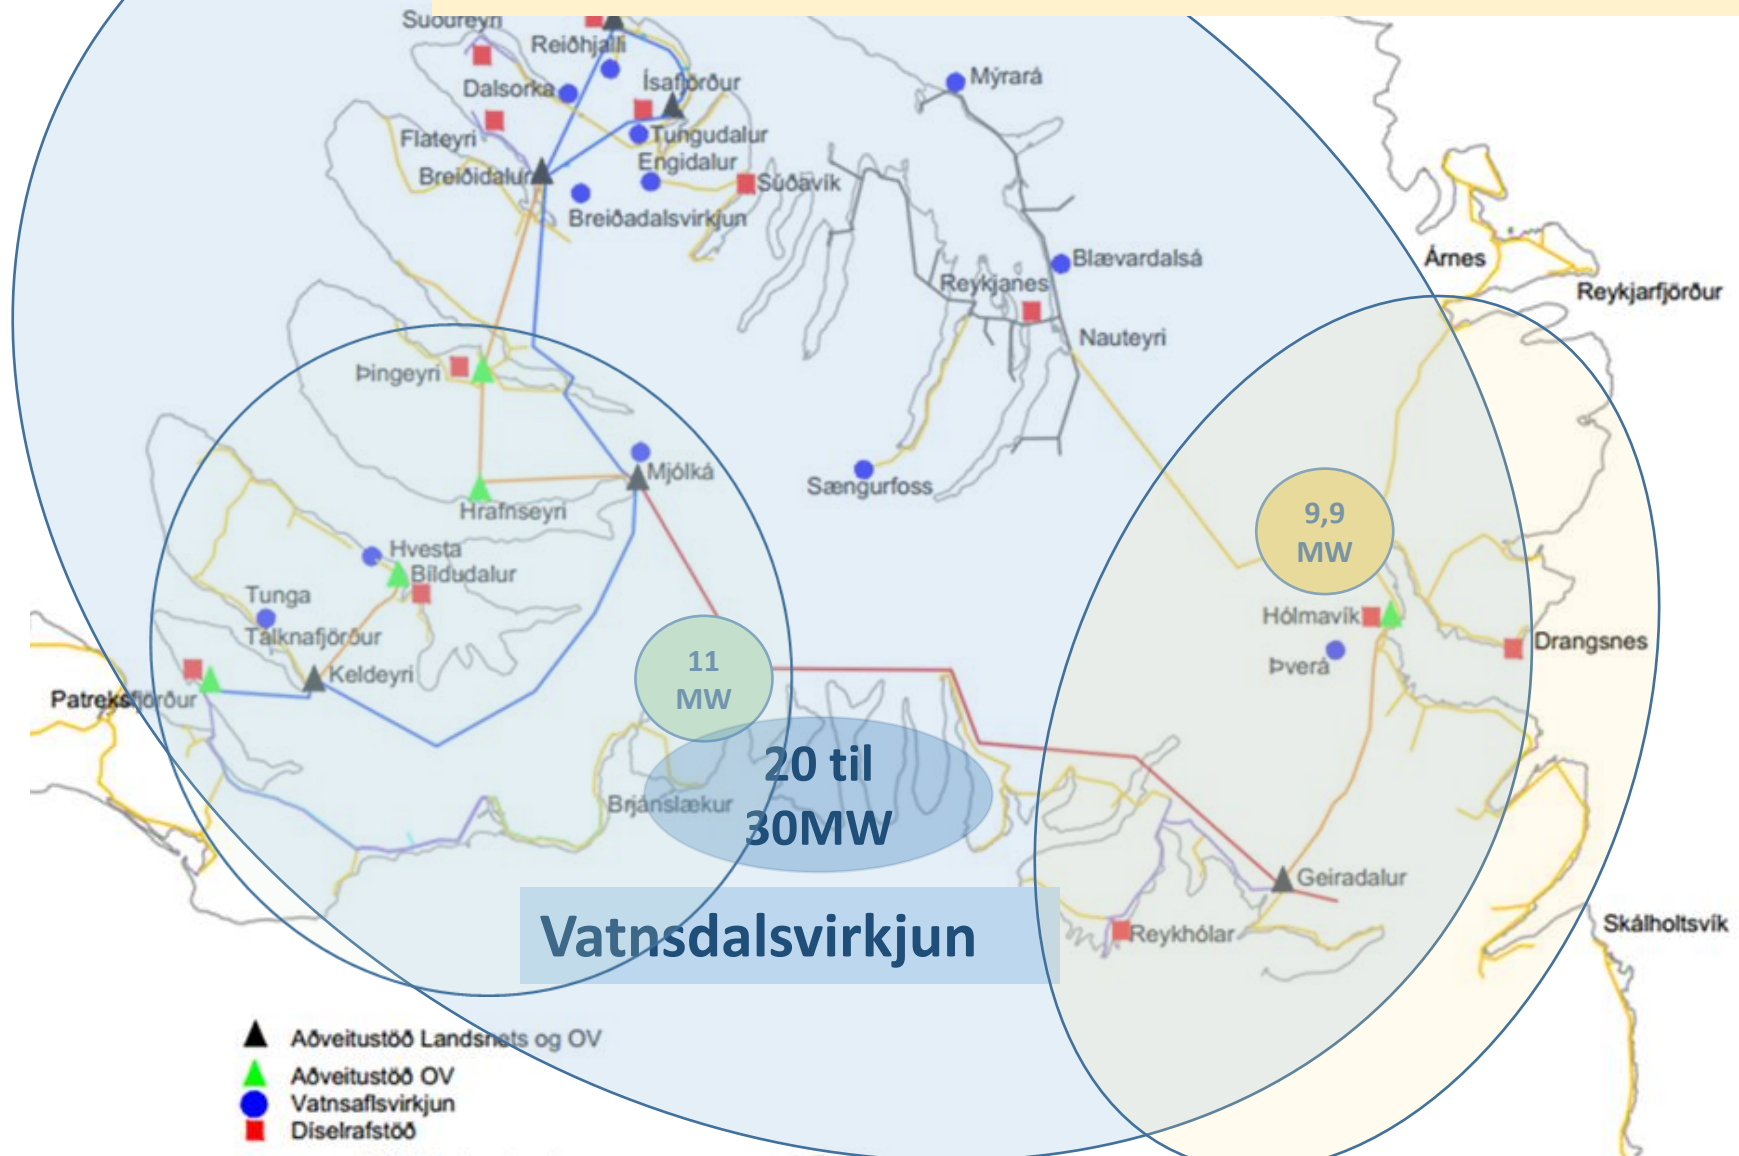 Suðureyri
Reiðhjalli
Ísafjörður
Mýrará
Dalsorka
Flateyri
Tungudalur
Engidalur
Breiðidalur
Súðavík
Breiðadalsvirkjun
Árnes
Blævardalsá
Reykjanes
Reykjarfjörður
Nauteyri
Þingeyri
Mjólká
Sængurfoss
Hrafnseyri
9,9
MW
Hvesta
Bíldudalur
Tunga
Hólmavík
Talknafjörður
Drangsnes
11
MW
Þverá
Keldeyri
Patreksfjörður
20 til
30MW
Brjánslækur
Geiradalur
Vatnsdalsvirkjun
Reykhólar
Skálholtsvík
Aðveitustöð Landsnets og OV
Aðveitustöð OV
Vatnsaflsvirkjun
Díselrafstöð